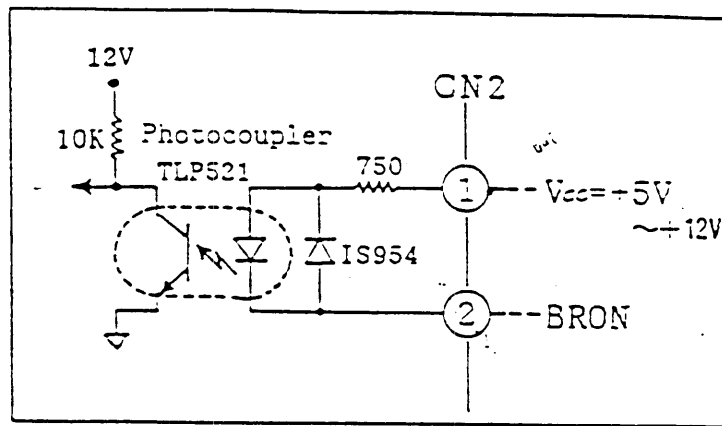 12V
CN2
10K
Photocoupler
TLP521
750
1
Vcc=+5V
~+12V
IS954
2
BRON